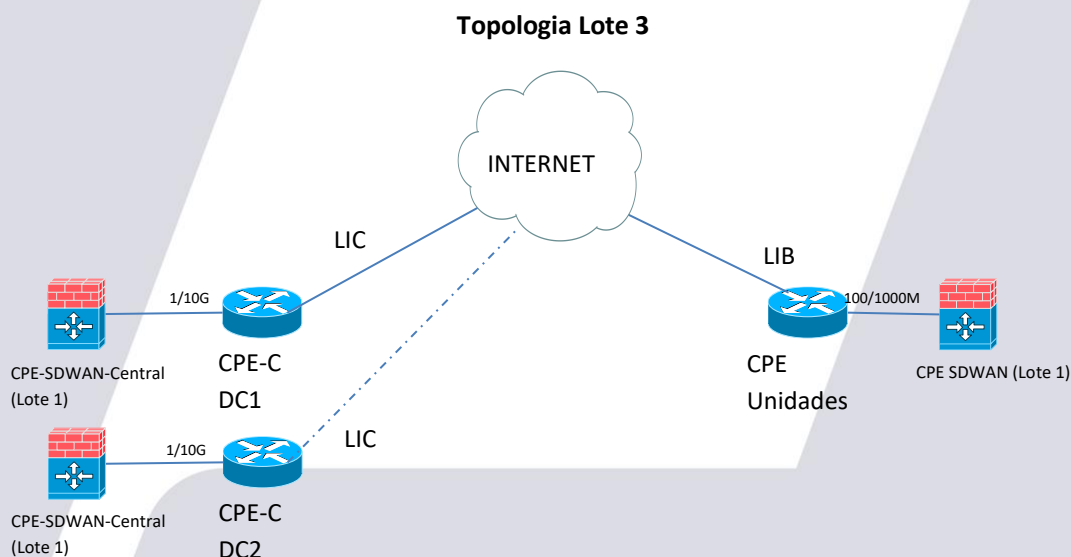 Topologia Lote 3
INTERNET
LIC
LIB
1/10G
100/1000M
CPE-SDWAN-Central
(Lote 1)
CPE-C
DC1
CPE
Unidades
CPE SDWAN (Lote 1)
1/10G
LIC
CPE-SDWAN-Central
(Lote 1)
CPE-C
DC2